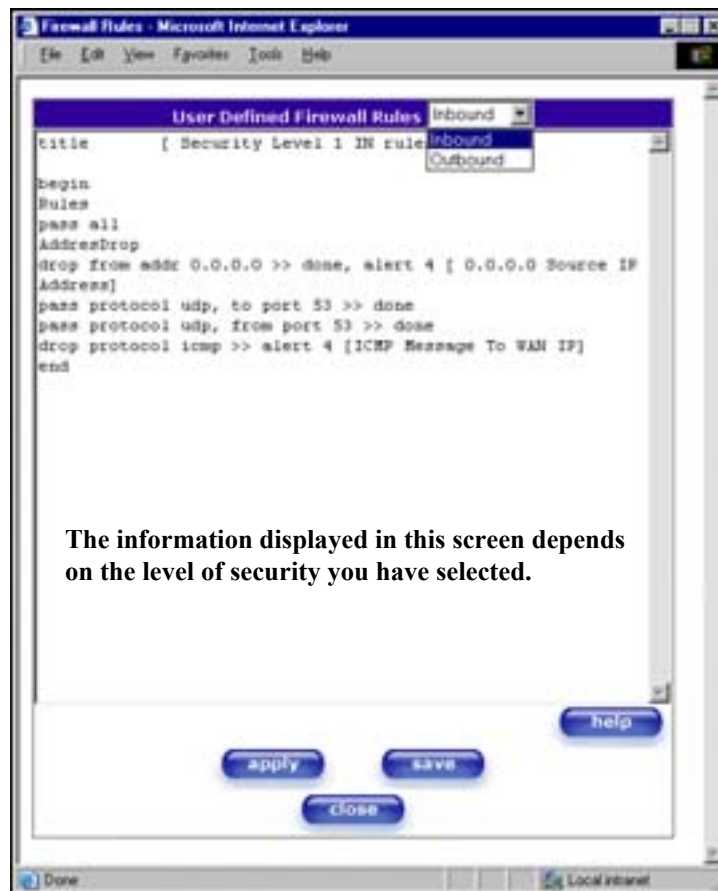 Firewall Rules - Microsoft Internet Explorer
File Edit View Favorites Tools Help
User Defined Firewall Rules Inbound
Inbound
Outbound
title [ Security Level 1 IN rule
begin
Rules
pass all
AddresDrop
drop from addr 0.0.0.0 >> done, alert 4 [ 0.0.0.0 Source IP
Address]
pass protocol udp, to port 53 >> done
pass protocol udp, from port 53 >> done
drop protocol icmp >> alert 4 [ICMP Message To WAN IP]
end
The information displayed in this screen depends
on the level of security you have selected.
help
apply save
close
Done Local intranet